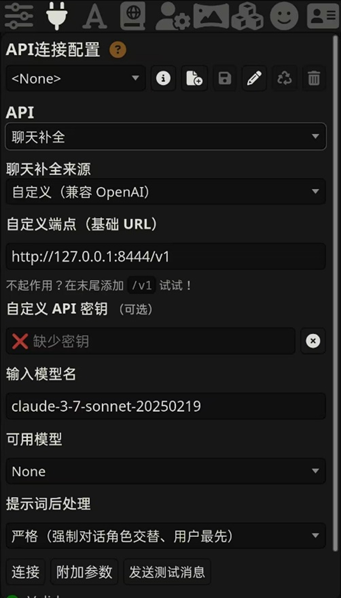 API连接配置
<None>
API
聊天补全
聊天补全来源
自定义（兼容 OpenAI）
自定义端点（基础 URL）
http://127.0.0.1:8444/v1
不起作用？在末尾添加 /v1 试试！
自定义 API 密钥 （可选）
❌ 缺少密钥
输入模型名
claude-3-7-sonnet-20250219
可用模型
None
提示词后处理
严格（强制对话角色交替、用户最先）
连接 附加参数 发送测试消息